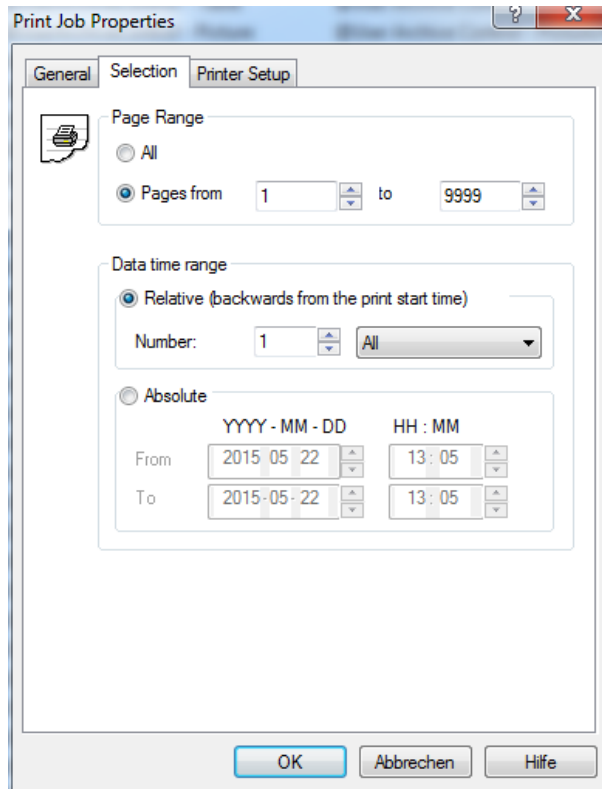 Print Job Properties
General Selection Printer Setup
Page Range
All
Pages from 1 to 9999
Data time range
Relative (backwards from the print start time)
Number: 1 All
Absolute
YYYY - MM - DD HH : MM
From 2015 05 22 13 : 05
To 2015-05-22 13 : 05
OK Abbrechen Hilfe